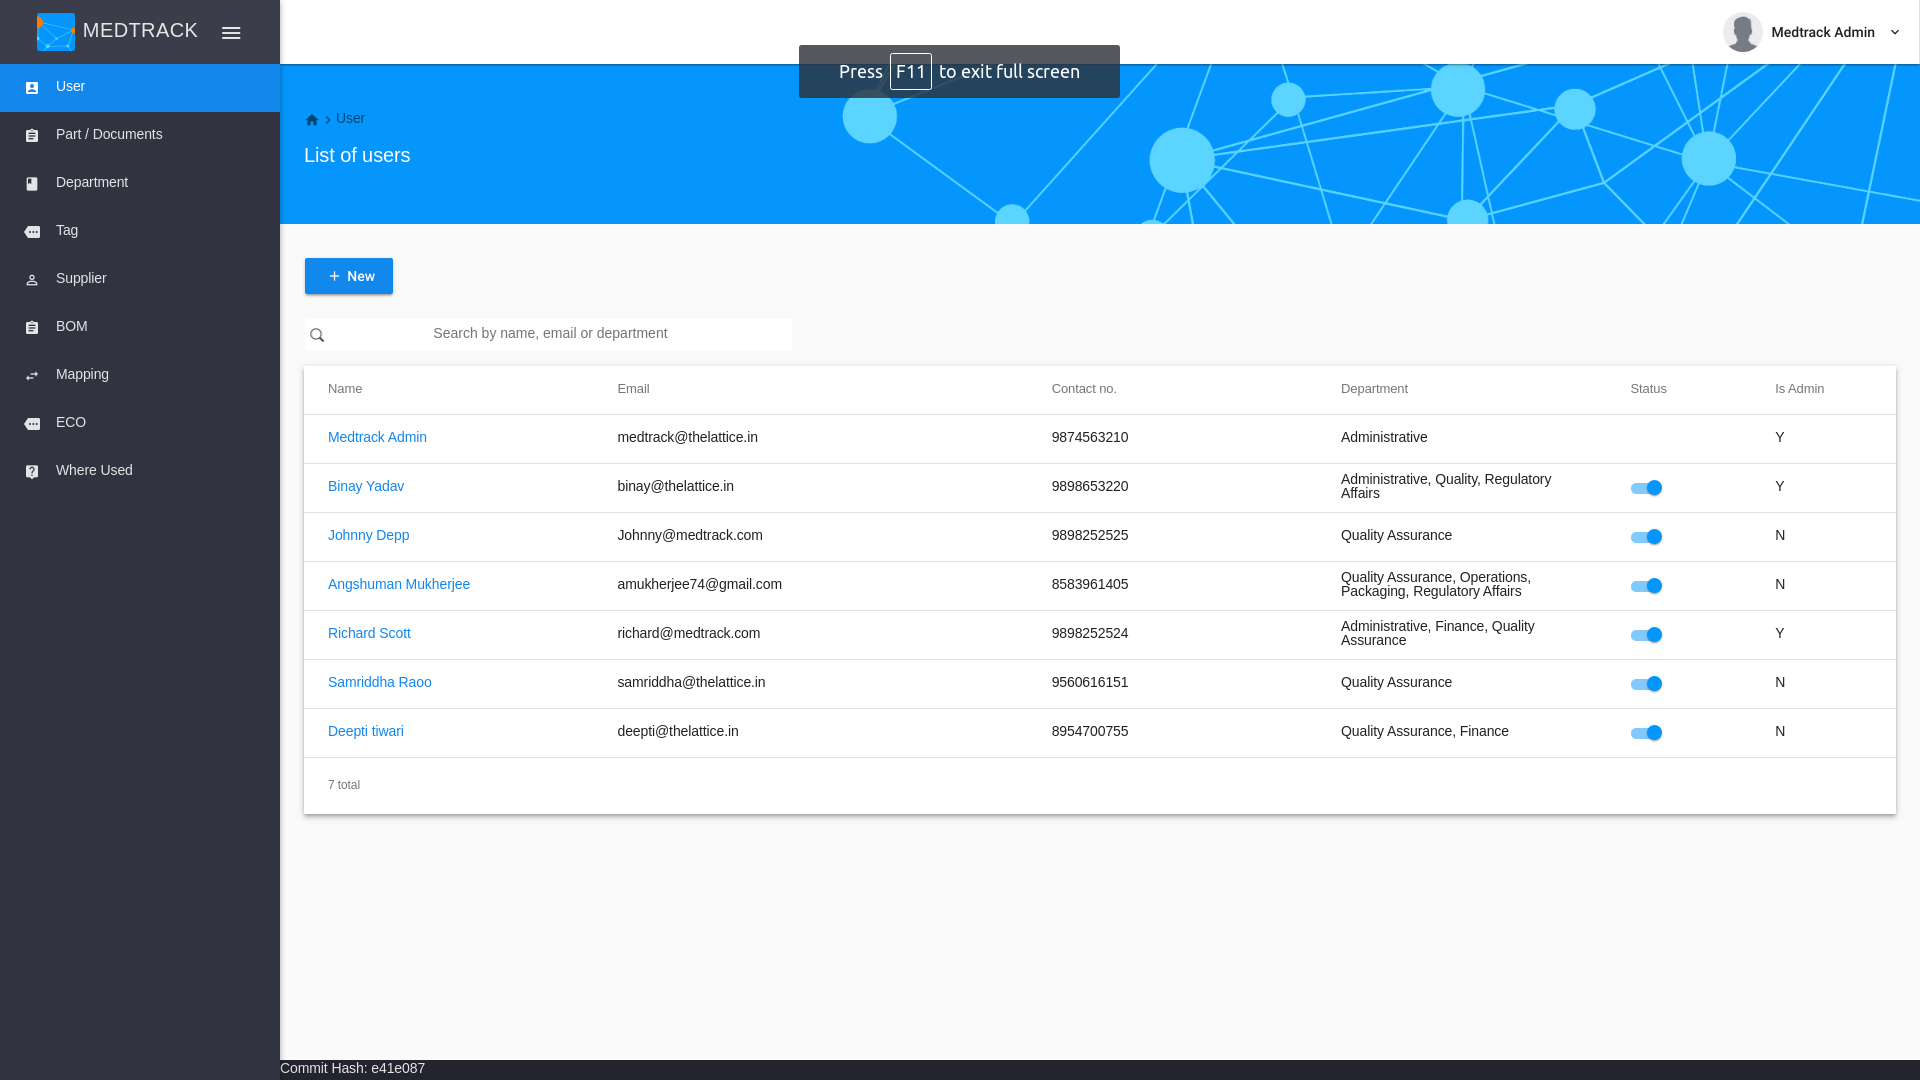 MEDTRACK
Medtrack Admin
Press F11 to exit full screen
User
Part / Documents
Department
Tag
Supplier
BOM
Mapping
ECO
Where Used
User
List of users
New
Search by name, email or department
Name Email Contact no. Department Status Is Admin
Medtrack Admin medtrack@thelattice.in 9874563210 Administrative Y
Binay Yadav binay@thelattice.in 9898653220 Administrative, Quality, Regulatory
Affairs Y
Johnny Depp Johnny@medtrack.com 9898252525 Quality Assurance N
Angshuman Mukherjee amukherjee74@gmail.com 8583961405 Quality Assurance, Operations,
Packaging, Regulatory Affairs N
Richard Scott richard@medtrack.com 9898252524 Administrative, Finance, Quality
Assurance Y
Samriddha Raoo samriddha@thelattice.in 9560616151 Quality Assurance N
Deepti tiwari deepti@thelattice.in 8954700755 Quality Assurance, Finance N
7 total
Commit Hash: e41e087